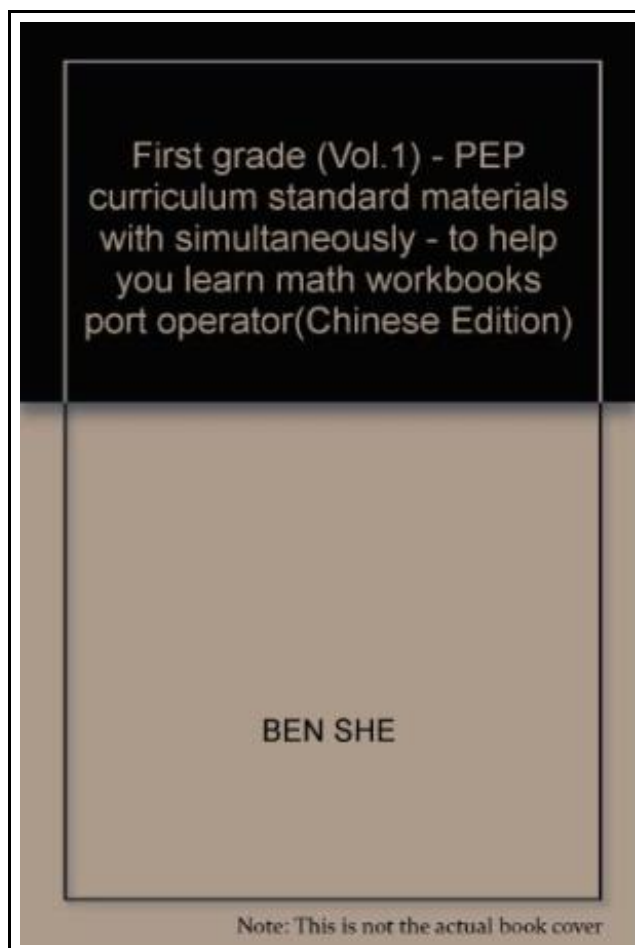 First grade (Vol.1) - PEP
curriculum standard materials
with simultaneously - to help
you learn math workbooks
port operator(Chinese Edition)
BEN SHE
Note: This is not the actual book cover